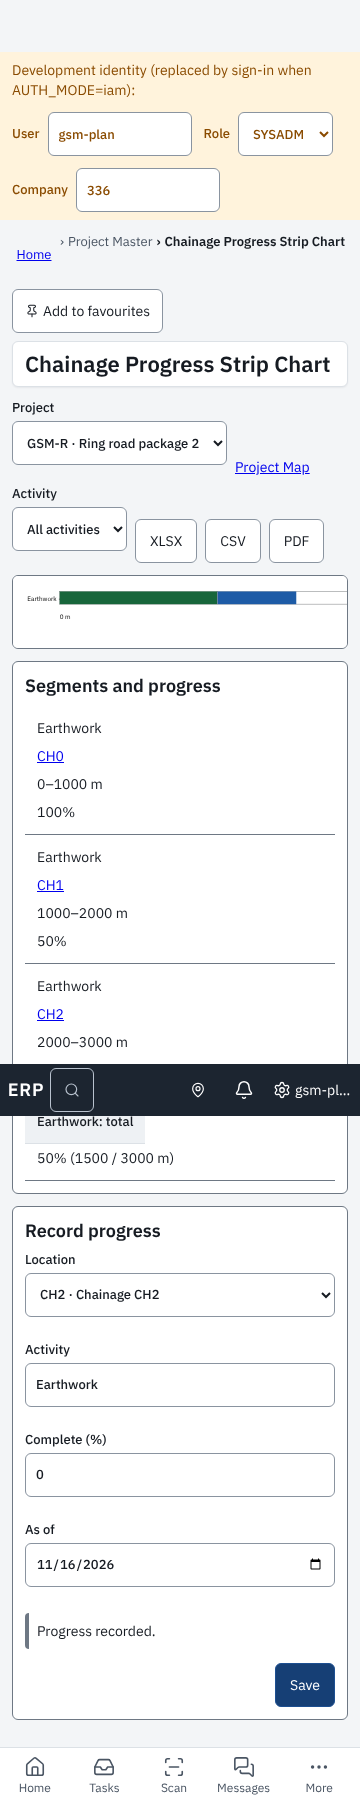 Development identity (replaced by sign-in when
AUTH_MODE=iam):
User gsm-plan Role SYSADM
Company 336
Home › Project Master › Chainage Progress Strip Chart
Add to favourites
Chainage Progress Strip Chart
Project
GSM-R · Ring road package 2
Project Map
Activity
All activities XLSX CSV PDF
Earthwork
0 m
Segments and progress
Earthwork
CH0
0–1000 m
100%
Earthwork
CH1
1000–2000 m
50%
Earthwork
CH2
2000–3000 m
ERP gsm-pl...
Earthwork: total
50% (1500 / 3000 m)
Record progress
Location
CH2 · Chainage CH2
Activity
Earthwork
Complete (%)
0
As of
11/16/2026
Progress recorded.
Save
Home Tasks Scan Messages More